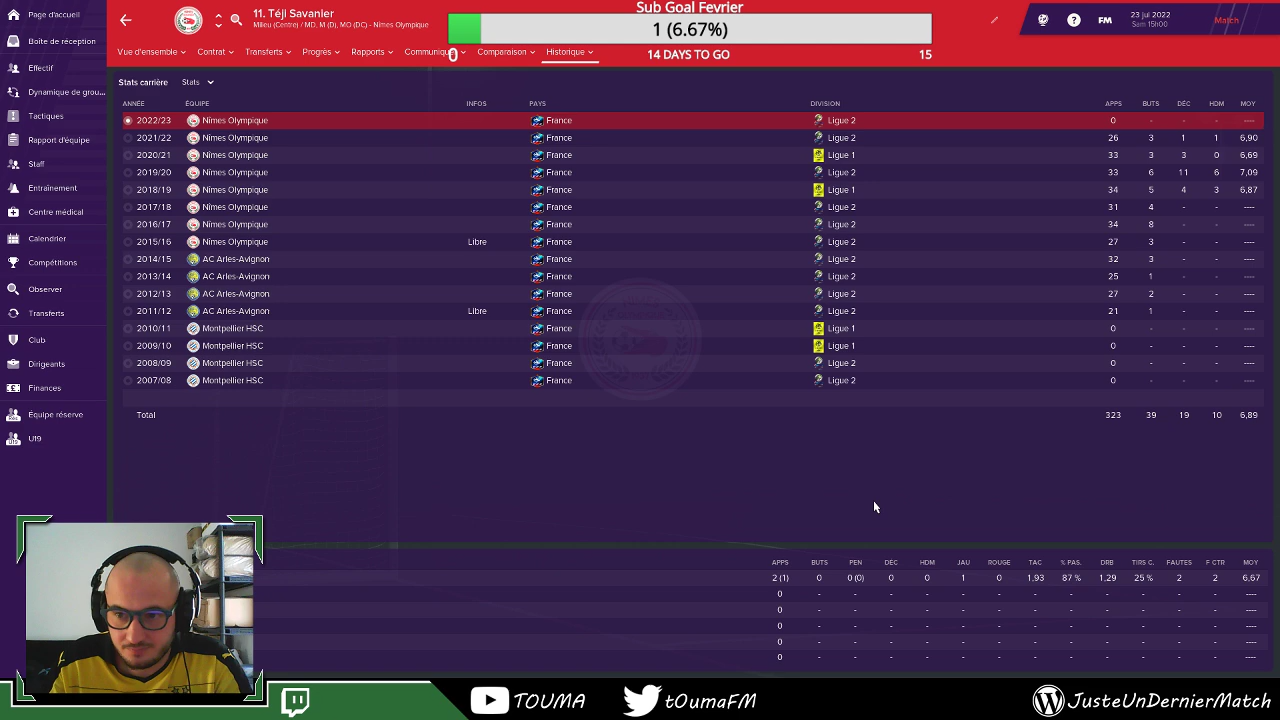 Sub Goal Fevrier
1 (6.67%)
0 14 DAYS TO GO 15
11. Téji Savanier
Milieu (Centre) / MD, M (D), MO (DC) - Nîmes Olympique
FM 23 jul 2022
Sam 15h00
Match
Vue d'ensemble Contrat Transferts Progrès Rapports Comparaison Historique
Page d'accueil
Boîte de réception
Effectif
Dynamique de grou...
Tactiques
Rapport d'équipe
Staff
Entraînement
Centre médical
Calendrier
Compétitions
Observer
Transferts
Club
Dirigeants
Finances
Équipe réserve
U19
Stats carrière Stats
ANNÉE ÉQUIPE INFOS PAYS DIVISION APPS BUTS DÉC HDM MOY
2022/23 Nîmes Olympique France Ligue 2 0 - - - ----
2021/22 Nîmes Olympique France Ligue 2 26 3 1 1 6,90
2020/21 Nîmes Olympique France Ligue 1 33 3 3 0 6,69
2019/20 Nîmes Olympique France Ligue 2 33 6 11 6 7,09
2018/19 Nîmes Olympique France Ligue 1 34 5 4 3 6,87
2017/18 Nîmes Olympique France Ligue 2 31 4 - - ----
2016/17 Nîmes Olympique France Ligue 2 34 8 - - ----
2015/16 Nîmes Olympique Libre France Ligue 2 27 3 - - ----
2014/15 AC Arles-Avignon France Ligue 2 32 3 - - ----
2013/14 AC Arles-Avignon France Ligue 2 25 1 - - ----
2012/13 AC Arles-Avignon France Ligue 2 27 2 - - ----
2011/12 AC Arles-Avignon Libre France Ligue 2 21 1 - - ----
2010/11 Montpellier HSC France Ligue 1 0 - - - ----
2009/10 Montpellier HSC France Ligue 1 0 - - - ----
2008/09 Montpellier HSC France Ligue 2 0 - - - ----
2007/08 Montpellier HSC France Ligue 2 0 - - - ----
Total 323 39 19 10 6,89
APPS BUTS PEN DÉC HDM JAU ROUGE TAC % PAS. DRB TIRS C. FAUTES F CTR MOY
2 (1) 0 0 (0) 0 0 1 0 1,93 87 % 1,29 25 % 2 2 6,67
0 - - - - - - - - - - - - ----
0 - - - - - - - - - - - - ----
0 - - - - - - - - - - - - ----
0 - - - - - - - - - - - - ----
0 - - - - - - - - - - - - ----
TOUMA tOumaFM JusteUnDernierMatch